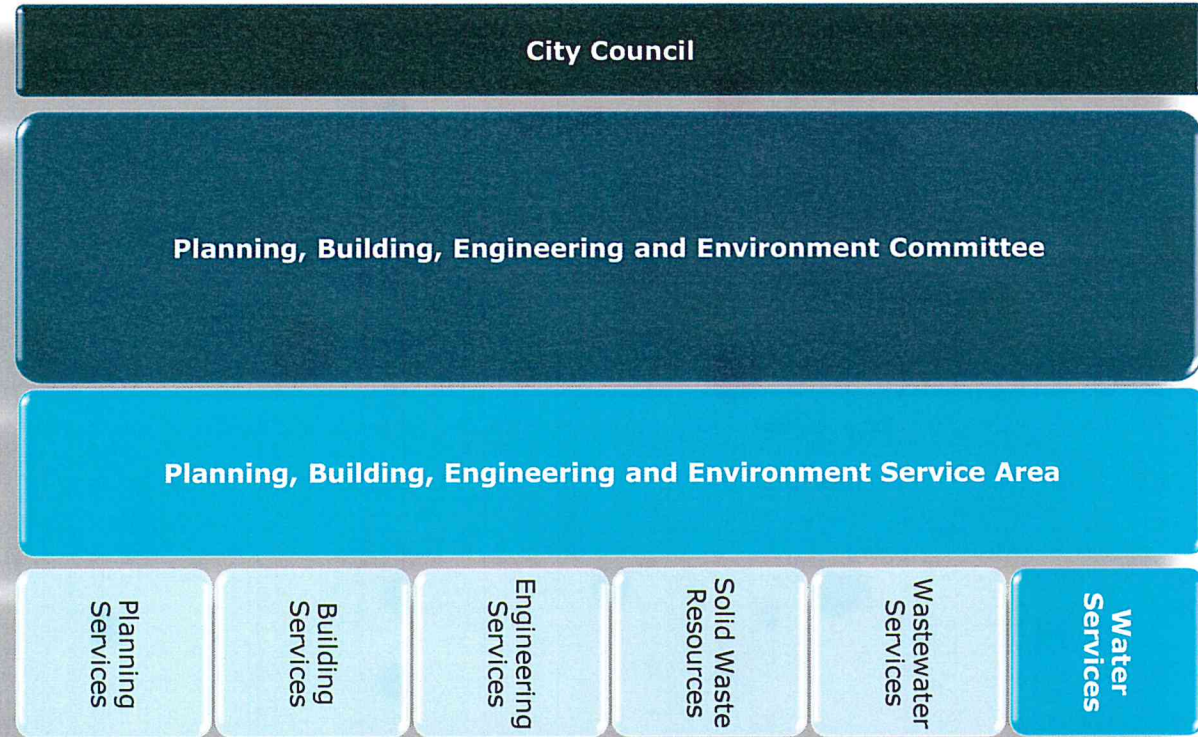 City Council
Planning, Building, Engineering and Environment Committee
Planning, Building, Engineering and Environment Service Area
Planning
Services
Building
Services
Engineering
Services
Solid Waste
Resources
Wastewater
Services
Water
Services